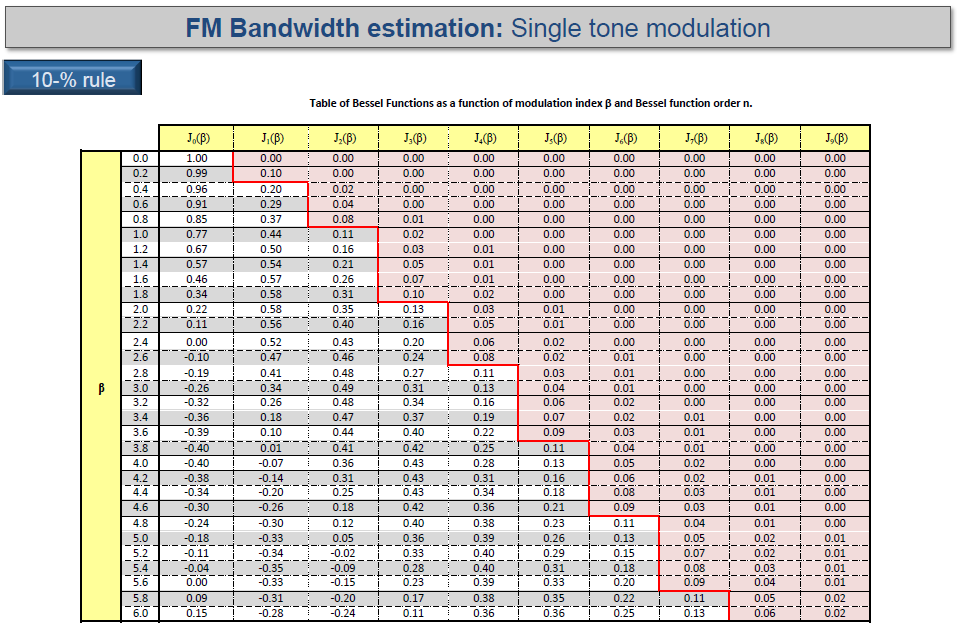 FM Bandwidth estimation: Single tone modulation
10-% rule
Table of Bessel Functions as a function of modulation index β and Bessel function order n.
J₀(β) J₁(β) J₂(β) J₃(β) J₄(β) J₅(β) J₆(β) J₇(β) J₈(β) J₉(β)
0.0 1.00 0.00 0.00 0.00 0.00 0.00 0.00 0.00 0.00 0.00
0.2 0.99 0.10 0.00 0.00 0.00 0.00 0.00 0.00 0.00 0.00
0.4 0.96 0.20 0.02 0.00 0.00 0.00 0.00 0.00 0.00 0.00
0.6 0.91 0.29 0.04 0.00 0.00 0.00 0.00 0.00 0.00 0.00
0.8 0.85 0.37 0.08 0.01 0.00 0.00 0.00 0.00 0.00 0.00
1.0 0.77 0.44 0.11 0.02 0.00 0.00 0.00 0.00 0.00 0.00
1.2 0.67 0.50 0.16 0.03 0.01 0.00 0.00 0.00 0.00 0.00
1.4 0.57 0.54 0.21 0.05 0.01 0.00 0.00 0.00 0.00 0.00
1.6 0.46 0.57 0.26 0.07 0.01 0.00 0.00 0.00 0.00 0.00
1.8 0.34 0.58 0.31 0.10 0.02 0.00 0.00 0.00 0.00 0.00
2.0 0.22 0.58 0.35 0.13 0.03 0.01 0.00 0.00 0.00 0.00
2.2 0.11 0.56 0.40 0.16 0.05 0.01 0.00 0.00 0.00 0.00
2.4 0.00 0.52 0.43 0.20 0.06 0.02 0.00 0.00 0.00 0.00
2.6 -0.10 0.47 0.46 0.24 0.08 0.02 0.01 0.00 0.00 0.00
2.8 -0.19 0.41 0.48 0.27 0.11 0.03 0.01 0.00 0.00 0.00
β 3.0 -0.26 0.34 0.49 0.31 0.13 0.04 0.01 0.00 0.00 0.00
3.2 -0.32 0.26 0.48 0.34 0.16 0.06 0.02 0.00 0.00 0.00
3.4 -0.36 0.18 0.47 0.37 0.19 0.07 0.02 0.01 0.00 0.00
3.6 -0.39 0.10 0.44 0.40 0.22 0.09 0.03 0.01 0.00 0.00
3.8 -0.40 0.01 0.41 0.42 0.25 0.11 0.04 0.01 0.00 0.00
4.0 -0.40 -0.07 0.36 0.43 0.28 0.13 0.05 0.02 0.00 0.00
4.2 -0.38 -0.14 0.31 0.43 0.31 0.16 0.06 0.02 0.01 0.00
4.4 -0.34 -0.20 0.25 0.43 0.34 0.18 0.08 0.03 0.01 0.00
4.6 -0.30 -0.26 0.18 0.42 0.36 0.21 0.09 0.03 0.01 0.00
4.8 -0.24 -0.30 0.12 0.40 0.38 0.23 0.11 0.04 0.01 0.00
5.0 -0.18 -0.33 0.05 0.36 0.39 0.26 0.13 0.05 0.02 0.01
5.2 -0.11 -0.34 -0.02 0.33 0.40 0.29 0.15 0.07 0.02 0.01
5.4 -0.04 -0.35 -0.09 0.28 0.40 0.31 0.18 0.08 0.03 0.01
5.6 0.00 -0.33 -0.15 0.23 0.39 0.33 0.20 0.09 0.04 0.01
5.8 0.09 -0.31 -0.20 0.17 0.38 0.35 0.22 0.11 0.05 0.02
6.0 0.15 -0.28 -0.24 0.11 0.36 0.36 0.25 0.13 0.06 0.02